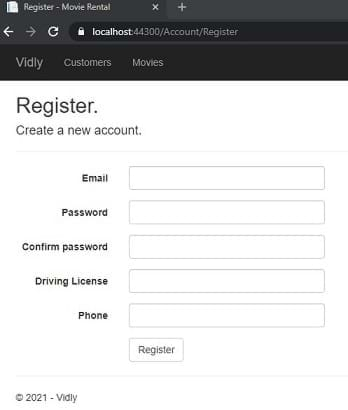 Register - Movie Rental
localhost:44300/Account/Register
Vidly Customers Movies
Register.
Create a new account.
Email
Password
Confirm password
Driving License
Phone
Register
© 2021 - Vidly